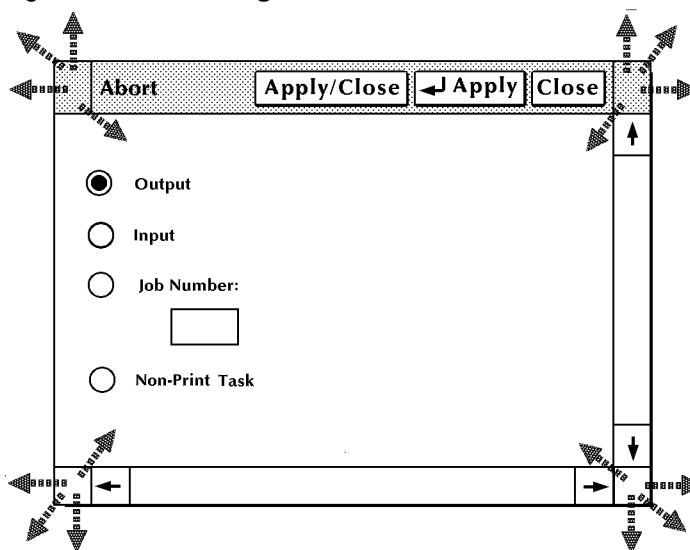 Abort Apply/Close Apply Close
Output
Input
Job Number:
Non-Print Task